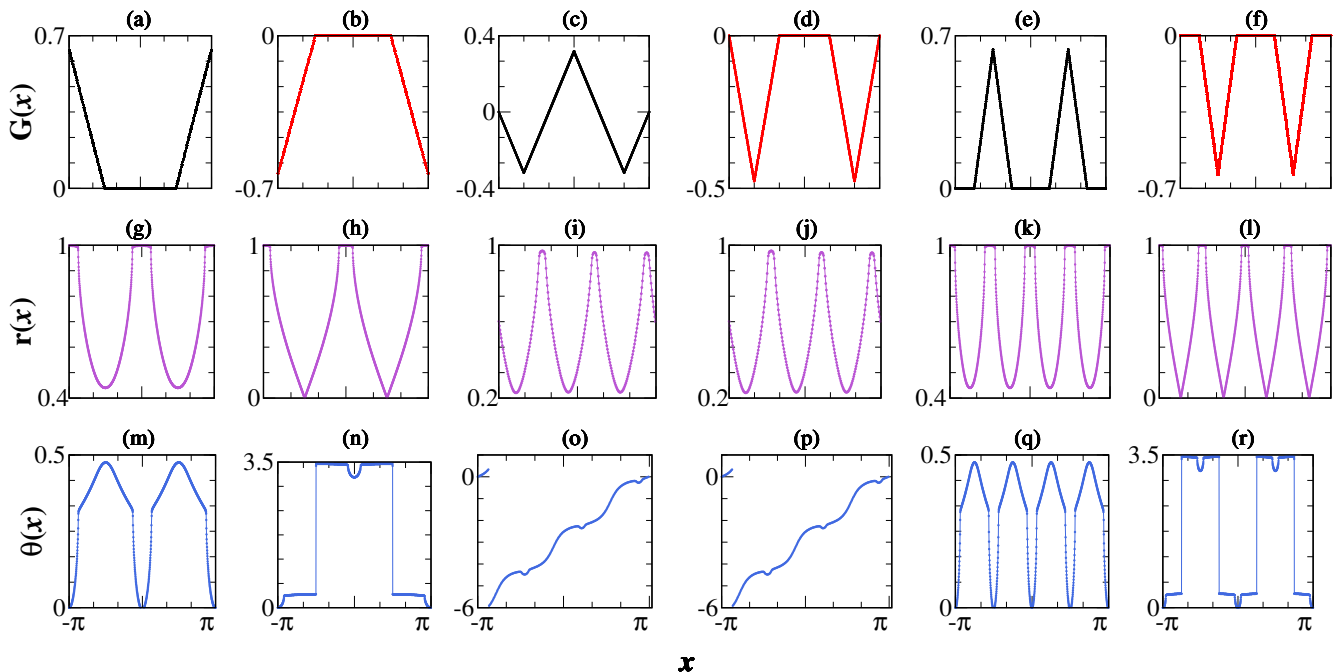 (a) (b) (c) (d) (e) (f)
0.7 0 0.4 0 0.7 0
G(x)
0
0 -0.7 -0.4 -0.5 0 -0.7
(g) (h) (i) (j) (k) (l)
1 1 1 1 1 1
r(x)
0.4 0 0.2 0.2 0.4 0
(m) (n) (o) (p) (q) (r)
0.5 3.5 0 0 0.5 3.5
θ(x)
0 0 -6 -6 0 0
-π π -π π -π π -π π -π π -π π
x